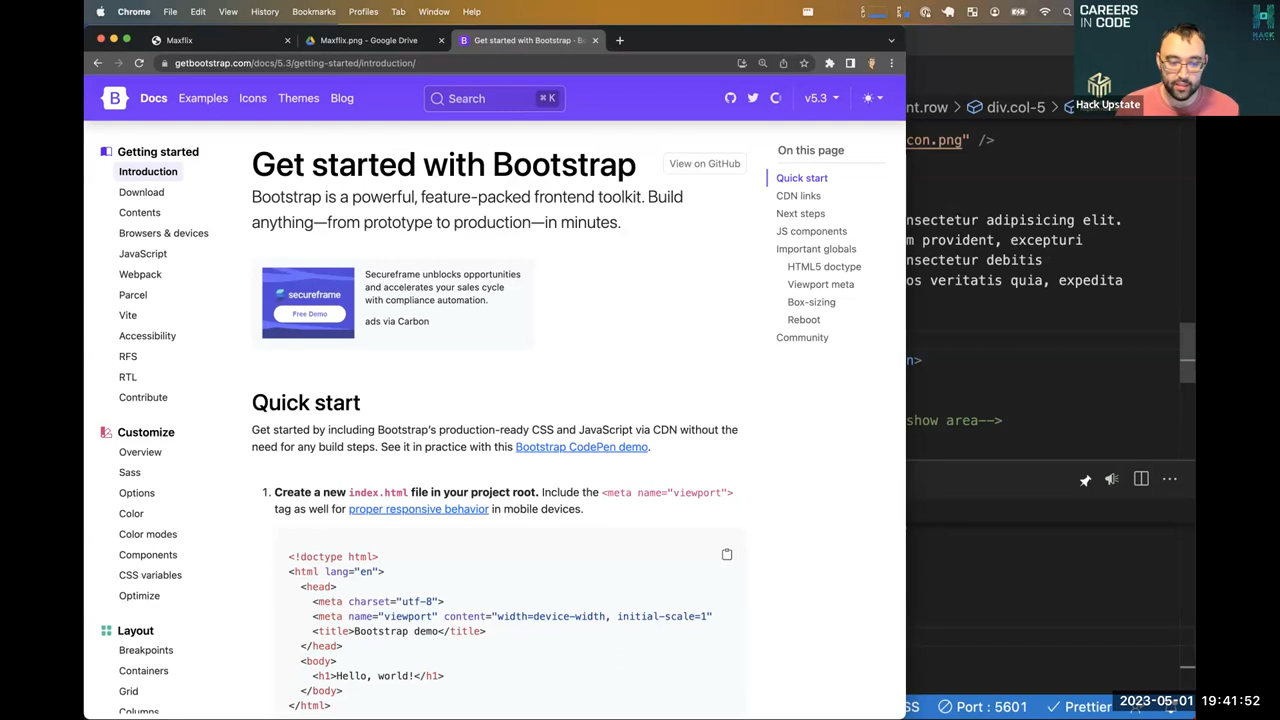 Chrome File Edit View History Bookmarks Profiles Tab Window Help
CAREERS
IN CODE
HACK
UPSTATE
Hack Upstate
Maxflix
Maxflix.png - Google Drive
Get started with Bootstrap · Bo
getbootstrap.com/docs/5.3/getting-started/introduction/
B Docs Examples Icons Themes Blog
Search ⌘ K
v5.3
nt.row > div.col-5 >
con.png" />
nsectetur adipisicing elit.
m provident, excepturi
nsectetur debitis
os veritatis quia, expedita
n>
show area-->
Getting started
Introduction
Download
Contents
Browsers & devices
JavaScript
Webpack
Parcel
Vite
Accessibility
RFS
RTL
Contribute
Customize
Overview
Sass
Options
Color
Color modes
Components
CSS variables
Optimize
Layout
Breakpoints
Containers
Grid
Columns
Get started with Bootstrap
View on GitHub
Bootstrap is a powerful, feature-packed frontend toolkit. Build
anything—from prototype to production—in minutes.
secureframe
Free Demo
Secureframe unblocks opportunities
and accelerates your sales cycle
with compliance automation.
ads via Carbon
Quick start
Get started by including Bootstrap's production-ready CSS and JavaScript via CDN without the
need for any build steps. See it in practice with this Bootstrap CodePen demo.
1. Create a new index.html file in your project root. Include the <meta name="viewport">
tag as well for proper responsive behavior in mobile devices.
<!doctype html>
<html lang="en">
<head>
<meta charset="utf-8">
<meta name="viewport" content="width=device-width, initial-scale=1"
<title>Bootstrap demo</title>
</head>
<body>
<h1>Hello, world!</h1>
</body>
</html>
On this page
Quick start
CDN links
Next steps
JS components
Important globals
HTML5 doctype
Viewport meta
Box-sizing
Reboot
Community
SS Port : 5601 Prettier
2023-05-01 19:41:52